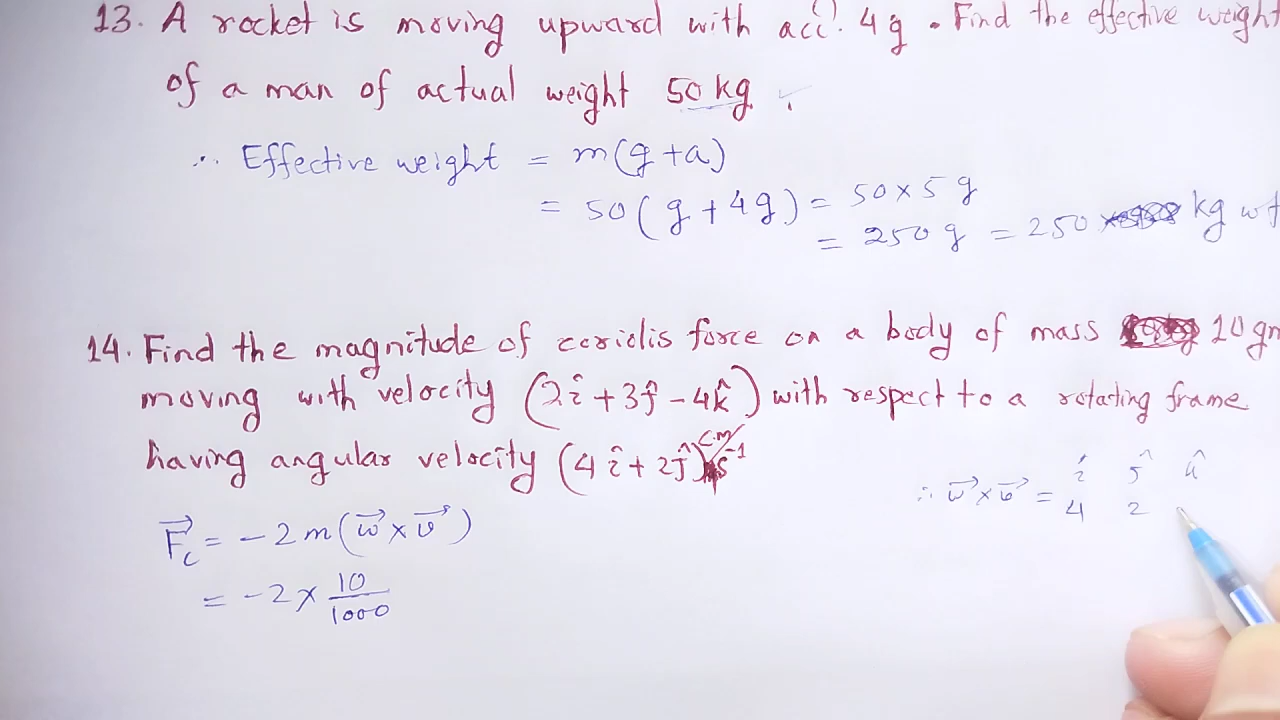 13. A rocket is moving upward with accⁿ. 4g. Find the effective weight
of a man of actual weight 50 kg.
∴ Effective weight = m(g+a)
= 50(g+4g) = 50×5g
= 250g = 250 kg wt
14. Find the magnitude of coriolis force on a body of mass 10 gm
moving with velocity (2î+3ĵ-4k̂) with respect to a rotating frame
having angular velocity (4î+2ĵ) s⁻¹
F⃗c = -2m(w⃗×v⃗)
= -2× 10/1000
∴ w⃗×v⃗ = î ĵ k̂
4 2